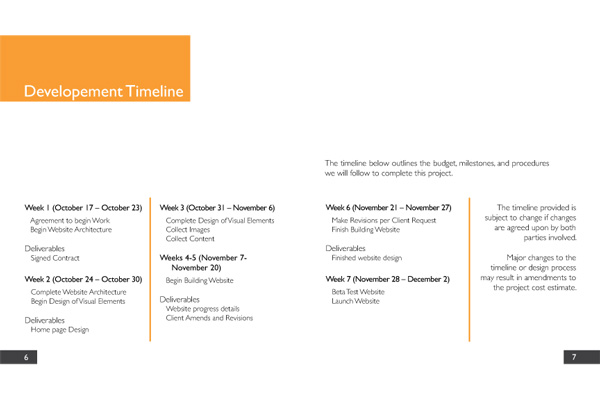 Developement Timeline
Week 1 (October 17 – October 23)
Agreement to begin Work
Begin Website Architecture
Deliverables
Signed Contract
Week 2 (October 24 – October 30)
Complete Website Architecture
Begin Design of Visual Elements
Deliverables
Home page Design
Week 3 (October 31 – November 6)
Complete Design of Visual Elements
Collect Images
Collect Content
Weeks 4-5 (November 7-
November 20)
Begin Building Website
Deliverables
Website progress details
Client Amends and Revisions
6
The timeline below outlines the budget, milestones, and procedures
we will follow to complete this project.
Week 6 (November 21 – November 27)
Make Revisions per Client Request
Finish Building Website
Deliverables
Finished website design
Week 7 (November 28 – December 2)
Beta Test Website
Launch Website
The timeline provided is
subject to change if changes
are agreed upon by both
parties involved.
Major changes to the
timeline or design process
may result in amendments to
the project cost estimate.
7